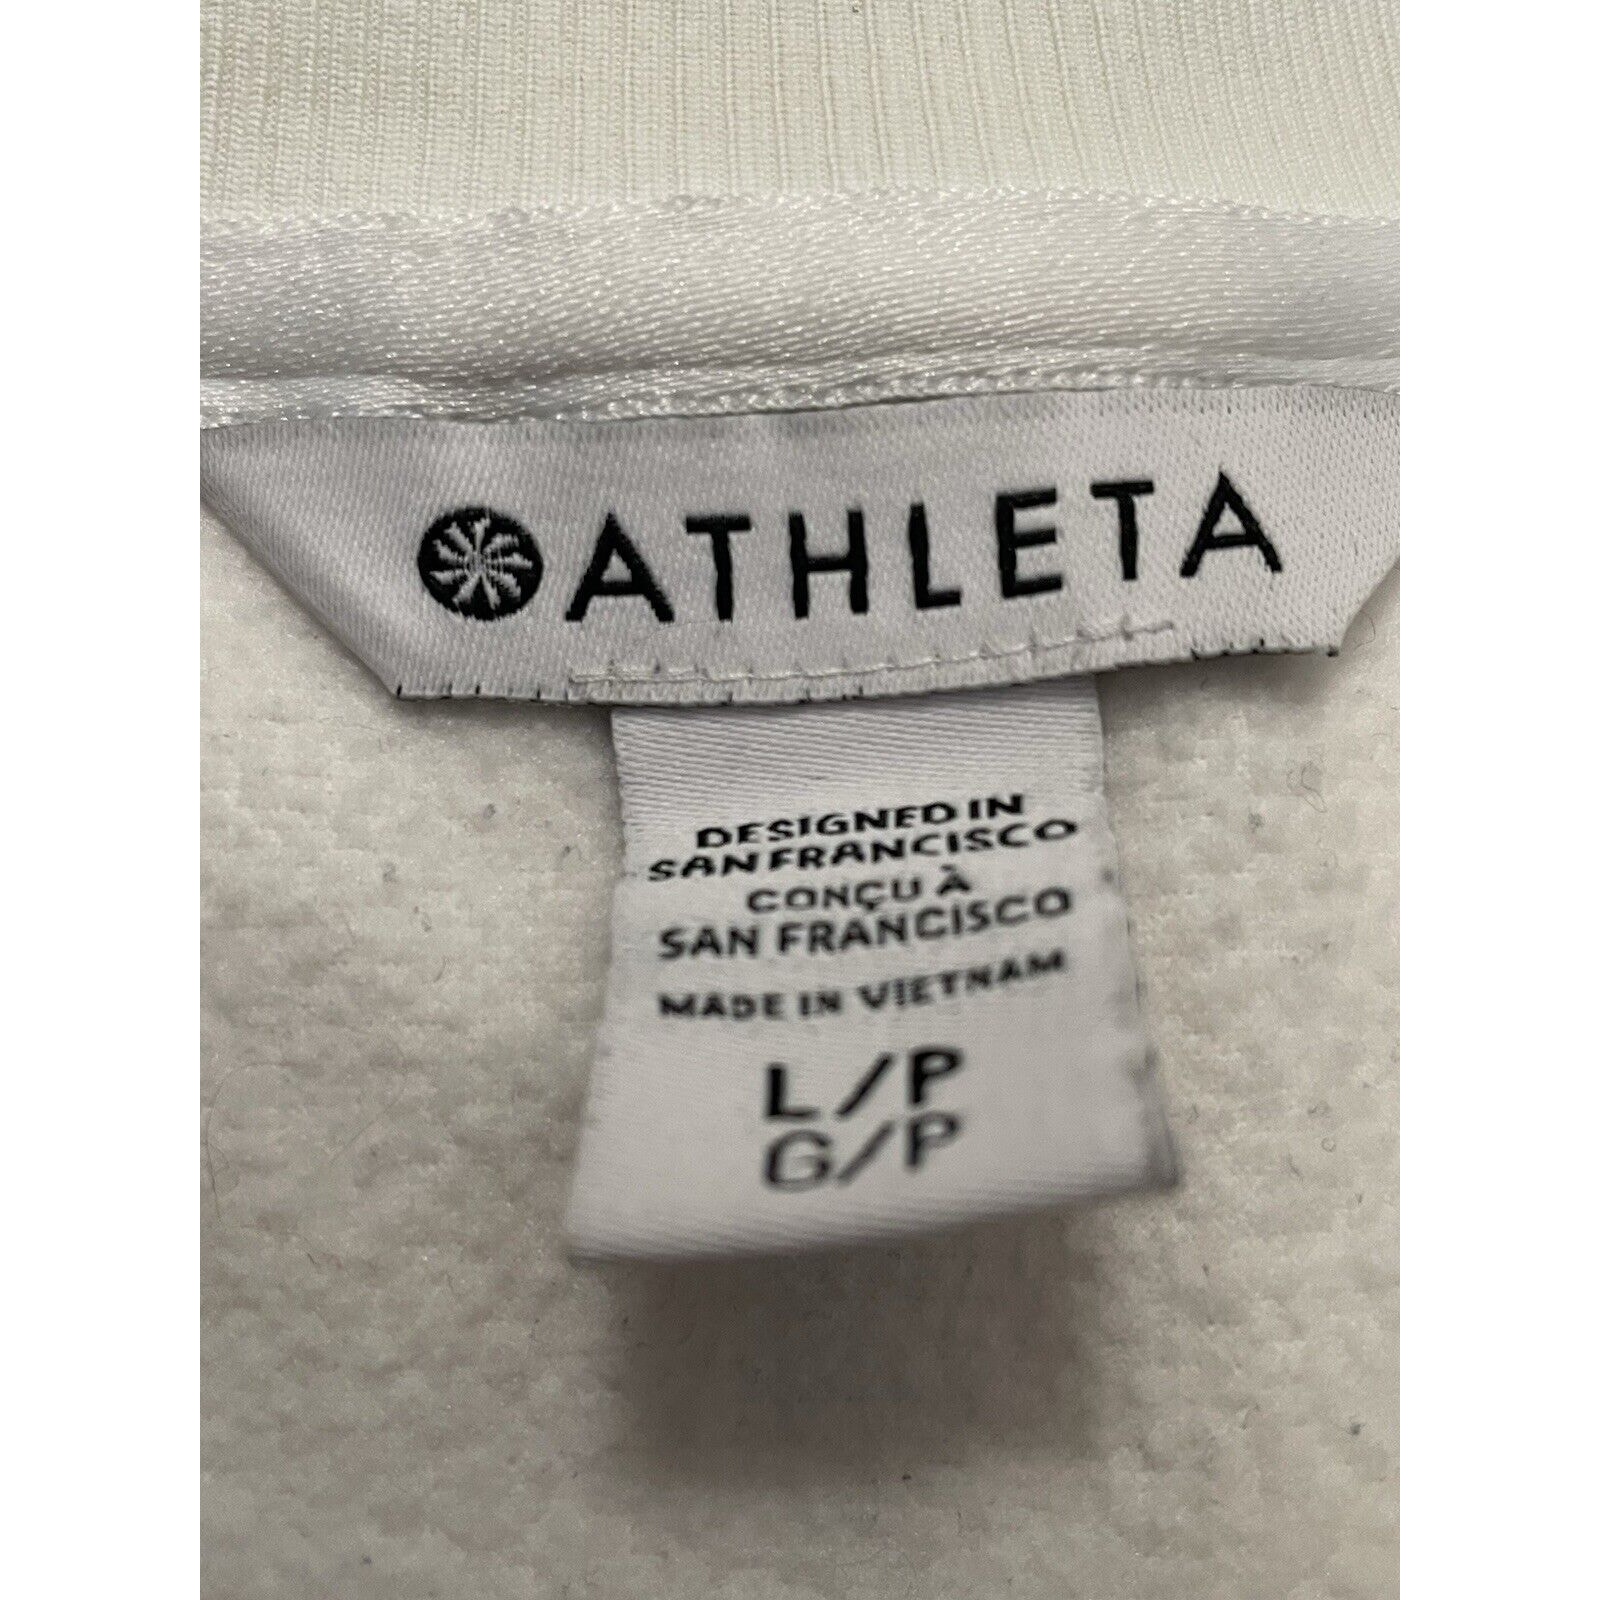 ATHLETA
DESIGNED IN
SAN FRANCISCO
CONÇU À
SAN FRANCISCO
MADE IN VIETNAM
L/P
G/P